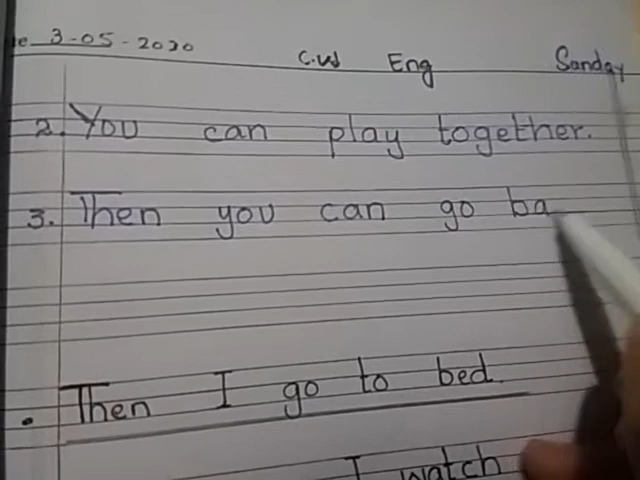 e 3-05-2020 C.W Eng Sanday
2. You can play together.
3. Then you can go ba
. Then I go to bed.
I watch